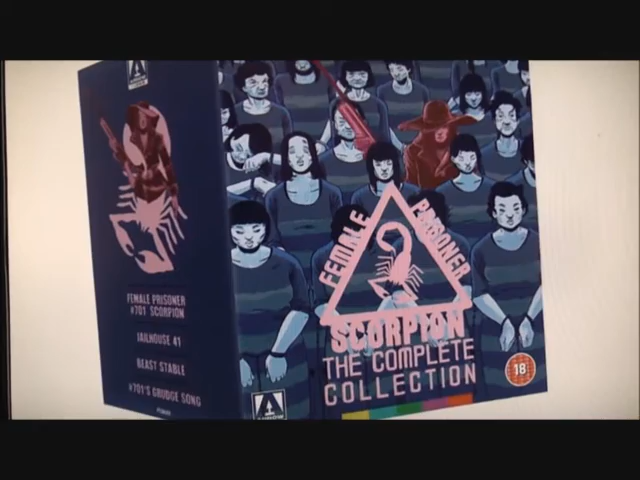 FEMALE PRISONER
#701 SCORPION
JAILHOUSE 41
BEAST STABLE
#701'S GRUDGE SONG
FEMALE PRISONER
SCORPION
THE COMPLETE
COLLECTION
18